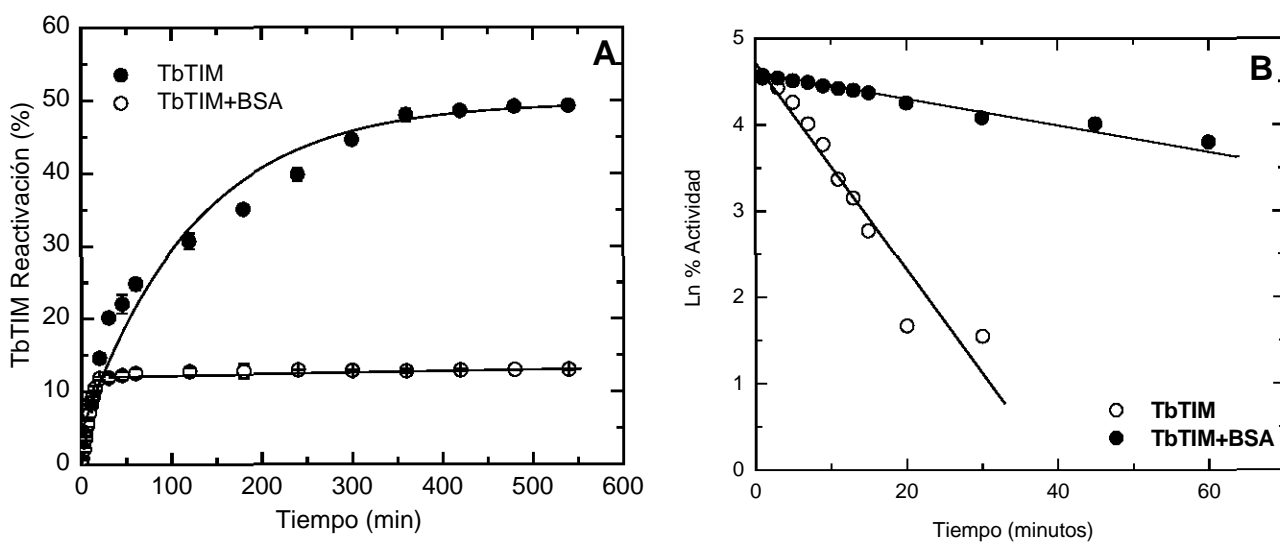 A
TbTIM
TbTIM+BSA
TbTIM Reactivación (%)
60
50
40
30
20
10
0
0 100 200 300 400 500 600
Tiempo (min)
B
Ln % Actividad
5
4
3
2
1
0
TbTIM
TbTIM+BSA
0 20 40 60
Tiempo (minutos)